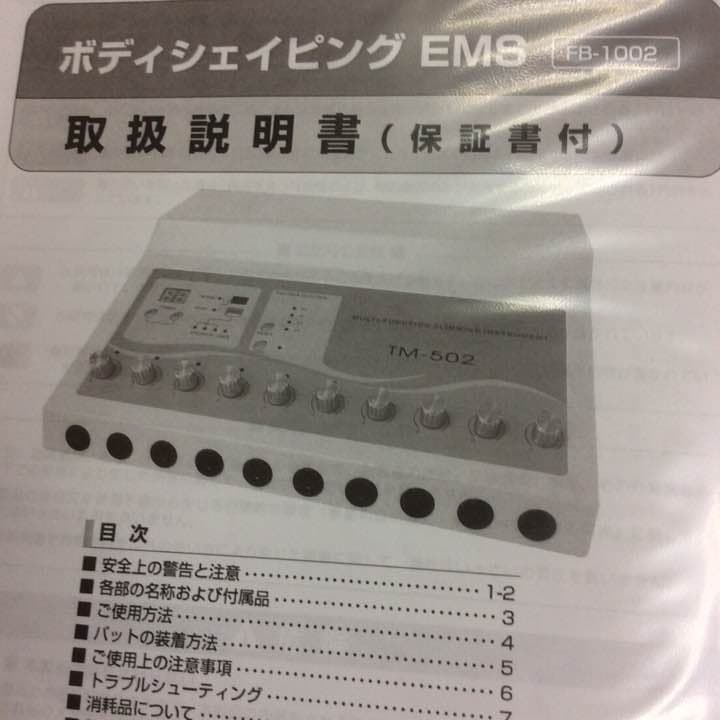 ボディシェイピング EMS FB-1002
取扱説明書(保証書付)
MULTI-FUNCTION SLIMMING INSTRUMENT
TM-502
目次
■安全上の警告と注意 1-2
■各部の名称および付属品 3
■ご使用方法 4
■パットの装着方法 5
■ご使用上の注意事項 6
■トラブルシューティング 7
■消耗品について